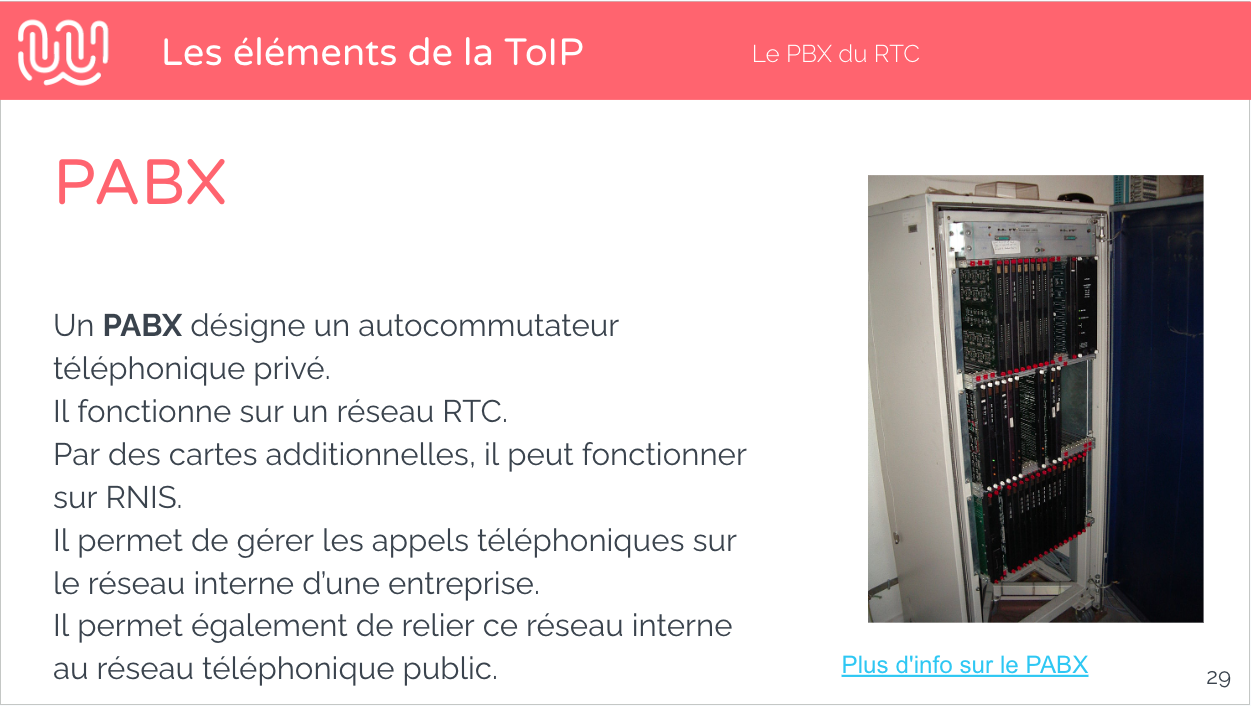 Les éléments de la ToIP
Le PBX du RTC
PABX
Un PABX désigne un autocommutateur
téléphonique privé.
Il fonctionne sur un réseau RTC.
Par des cartes additionnelles, il peut fonctionner
sur RNIS.
Il permet de gérer les appels téléphoniques sur
le réseau interne d’une entreprise.
Il permet également de relier ce réseau interne
au réseau téléphonique public.
Plus d'info sur le PABX
29